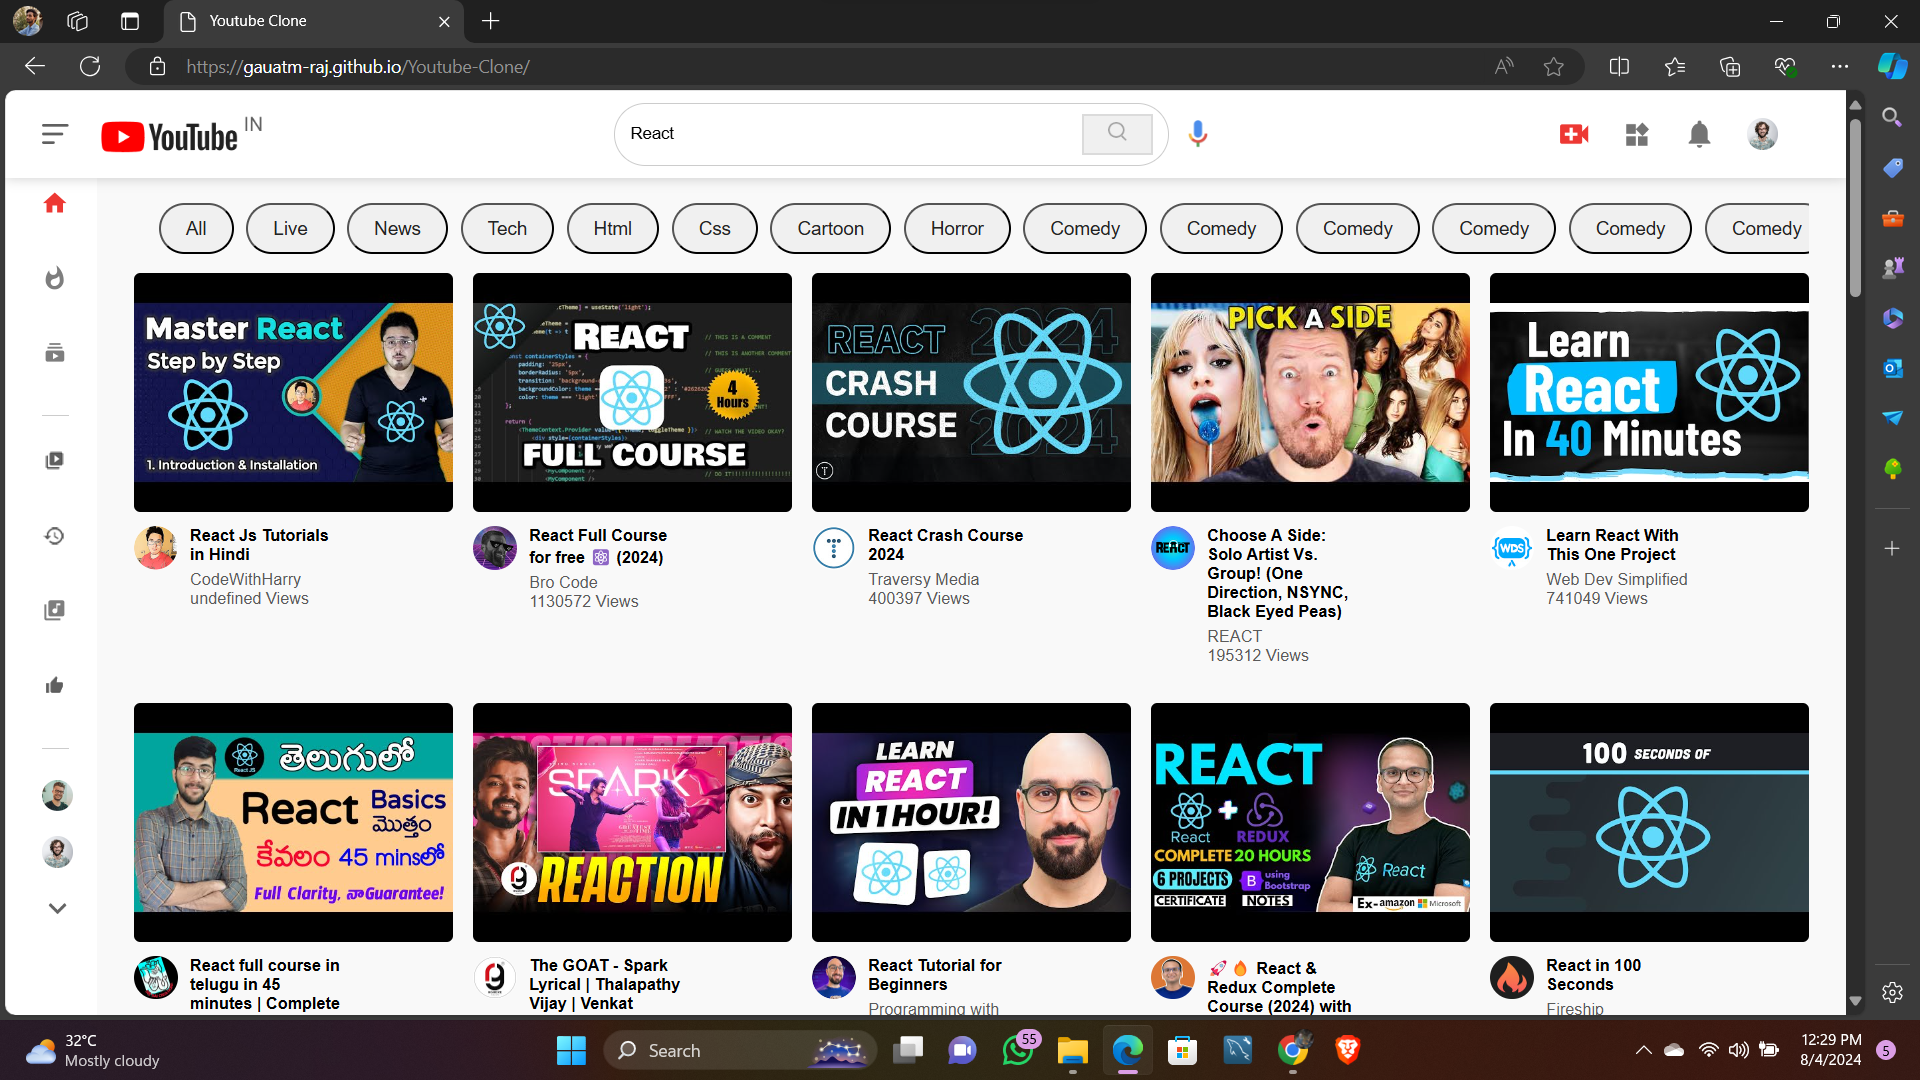 Youtube Clone
https://gauatm-raj.github.io/Youtube-Clone/
YouTube IN
React
All Live News Tech Html Css Cartoon Horror Comedy Comedy Comedy Comedy Comedy Comedy
Master React
Step by Step
1. Introduction & Installation
REACT
4
Hours
FULL COURSE
REACT
CRASH
COURSE
2024
2024
PICK A SIDE
Learn
React
In 40 Minutes
React Js Tutorials
in Hindi
CodeWithHarry
undefined Views
React Full Course
for free ⚛️ (2024)
Bro Code
1130572 Views
React Crash Course
2024
Traversy Media
400397 Views
REACT
Choose A Side:
Solo Artist Vs.
Group! (One
Direction, NSYNC,
Black Eyed Peas)
REACT
195312 Views
WDS
Learn React With
This One Project
Web Dev Simplified
741049 Views
React JS
తెలుగులో
React Basics
మొత్తం
కేవలం 45 minsలో
Full Clarity, నా Guarantee!
SPARK
REACTION
LEARN
REACT
IN 1 HOUR!
REACT
React + REDUX
COMPLETE 20 HOURS
6 PROJECTS
B using
Bootstrap
CERTIFICATE NOTES
React
Ex-amazon Microsoft
100 SECONDS OF
React full course in
telugu in 45
minutes | Complete
The GOAT - Spark
Lyrical | Thalapathy
Vijay | Venkat
React Tutorial for
Beginners
Programming with
🚀🔥 React &
Redux Complete
Course (2024) with
React in 100
Seconds
Fireship
32°C
Mostly cloudy
Search
55
12:29 PM
8/4/2024
5